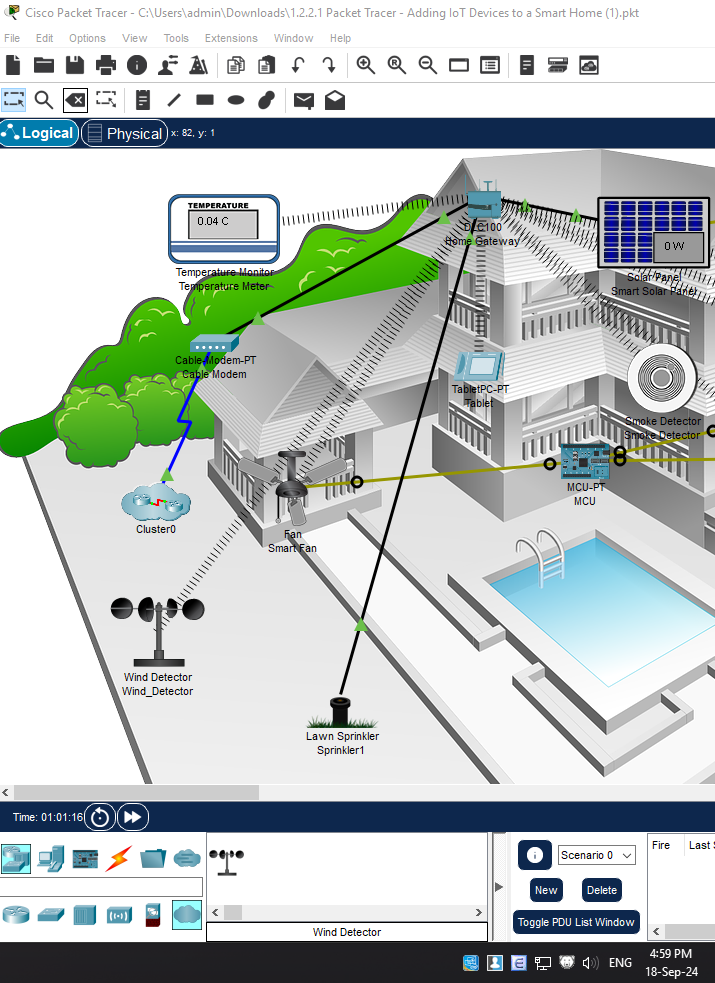 Cisco Packet Tracer - C:\Users\admin\Downloads\1.2.2.1 Packet Tracer - Adding IoT Devices to a Smart Home (1).pkt
File Edit Options View Tools Extensions Window Help
Logical Physical x: 82, y: 1
TEMPERATURE
0.04 C
Temperature Monitor
Temperature Meter
DLC100
Home Gateway
0 W
Solar Panel
Smart Solar Panel
Cable-Modem-PT
Cable Modem
TabletPC-PT
Tablet
Smoke Detector
Smoke Detector
MCU-PT
MCU
Cluster0
Fan
Smart Fan
Wind Detector
Wind_Detector
Lawn Sprinkler
Sprinkler1
Time: 01:01:16
Scenario 0
Fire Last S
New Delete
Toggle PDU List Window
Wind Detector
ENG
4:59 PM
18-Sep-24